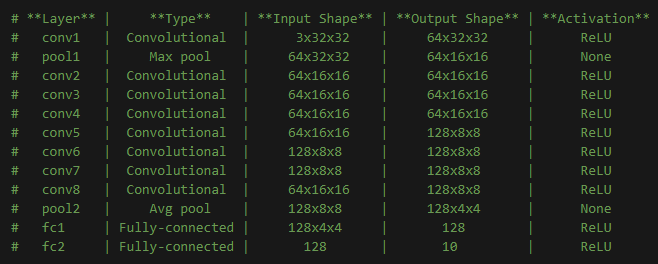 # **Layer** | **Type** | **Input Shape** | **Output Shape** | **Activation**
# conv1 | Convolutional | 3x32x32 | 64x32x32 | ReLU
# pool1 | Max pool | 64x32x32 | 64x16x16 | None
# conv2 | Convolutional | 64x16x16 | 64x16x16 | ReLU
# conv3 | Convolutional | 64x16x16 | 64x16x16 | ReLU
# conv4 | Convolutional | 64x16x16 | 64x16x16 | ReLU
# conv5 | Convolutional | 64x16x16 | 128x8x8 | ReLU
# conv6 | Convolutional | 128x8x8 | 128x8x8 | ReLU
# conv7 | Convolutional | 128x8x8 | 128x8x8 | ReLU
# conv8 | Convolutional | 64x16x16 | 128x8x8 | ReLU
# pool2 | Avg pool | 128x8x8 | 128x4x4 | None
# fc1 | Fully-connected | 128x4x4 | 128 | ReLU
# fc2 | Fully-connected | 128 | 10 | ReLU